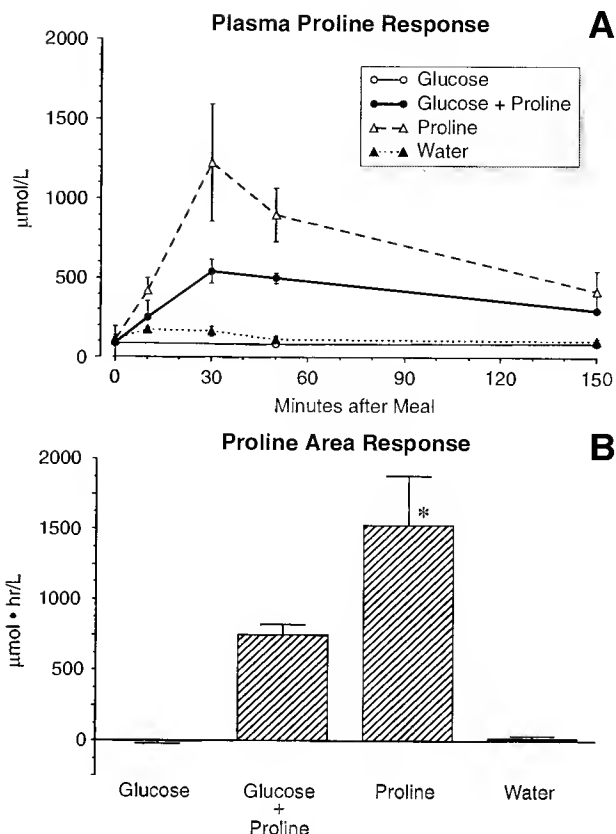 Plasma Proline Response
A
2000
1500
1000
500
0
μmol/L
Glucose
Glucose + Proline
Proline
Water
0
30
60
90
120
150
Minutes after Meal
Proline Area Response
B
2000
1500
1000
500
0
μmol • hr/L
*
Glucose
Glucose
+
Proline
Proline
Water